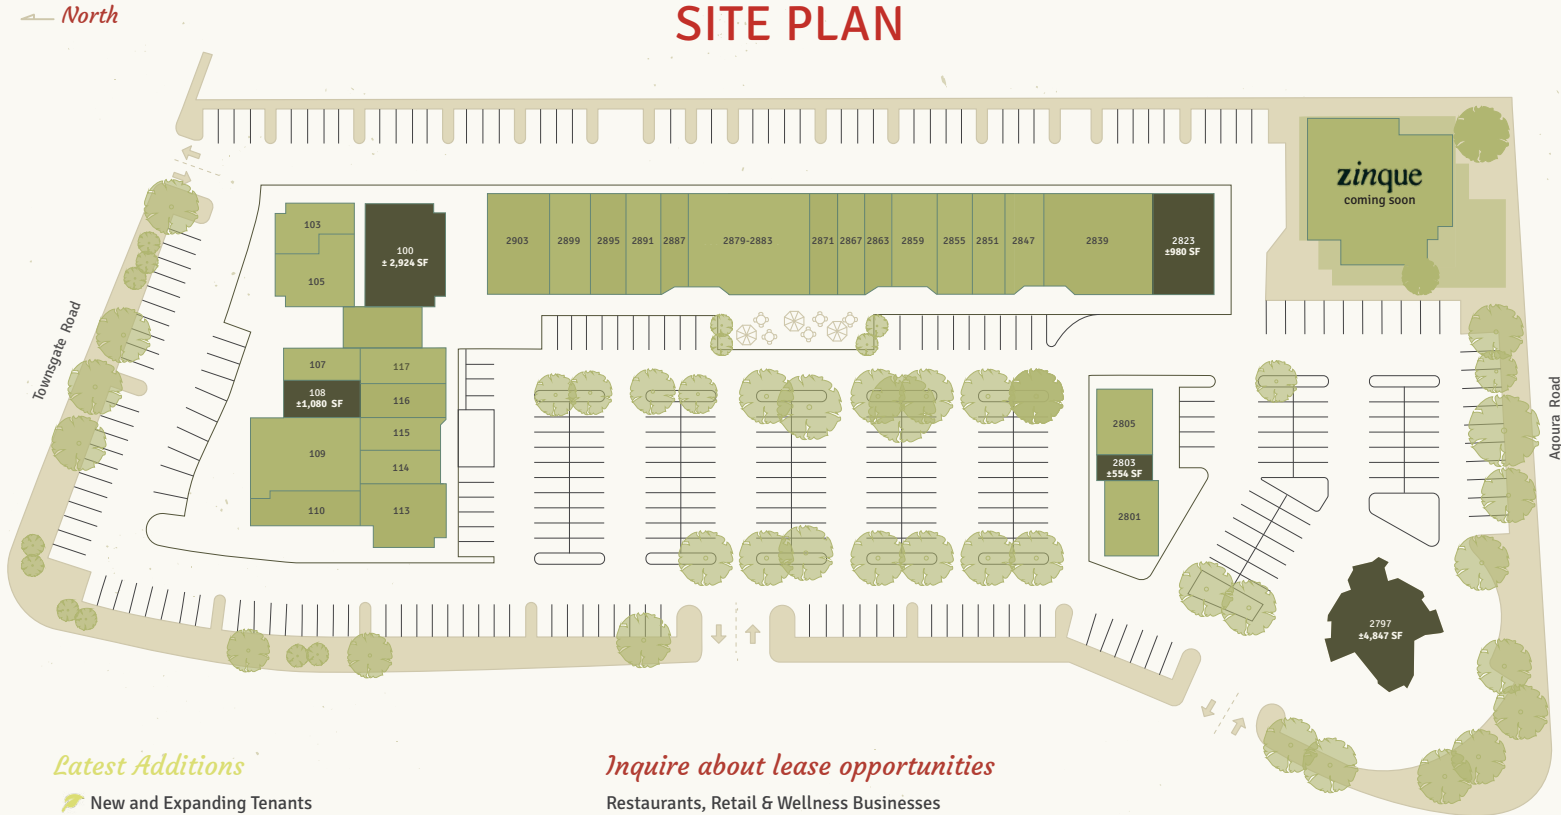 North
SITE PLAN
zinque
coming soon
103
100
± 2,924 SF
105
2903
2899
2895
2891
2887
2879-2883
2871
2867
2863
2859
2855
2851
2847
2839
2823
±980 SF
Townsgate Road
107
117
108
±1,080 SF
116
115
109
114
110
113
2805
2803
±554 SF
2801
Agoura Road
2797
±4,847 SF
Latest Additions
New and Expanding Tenants
Inquire about lease opportunities
Restaurants, Retail & Wellness Businesses